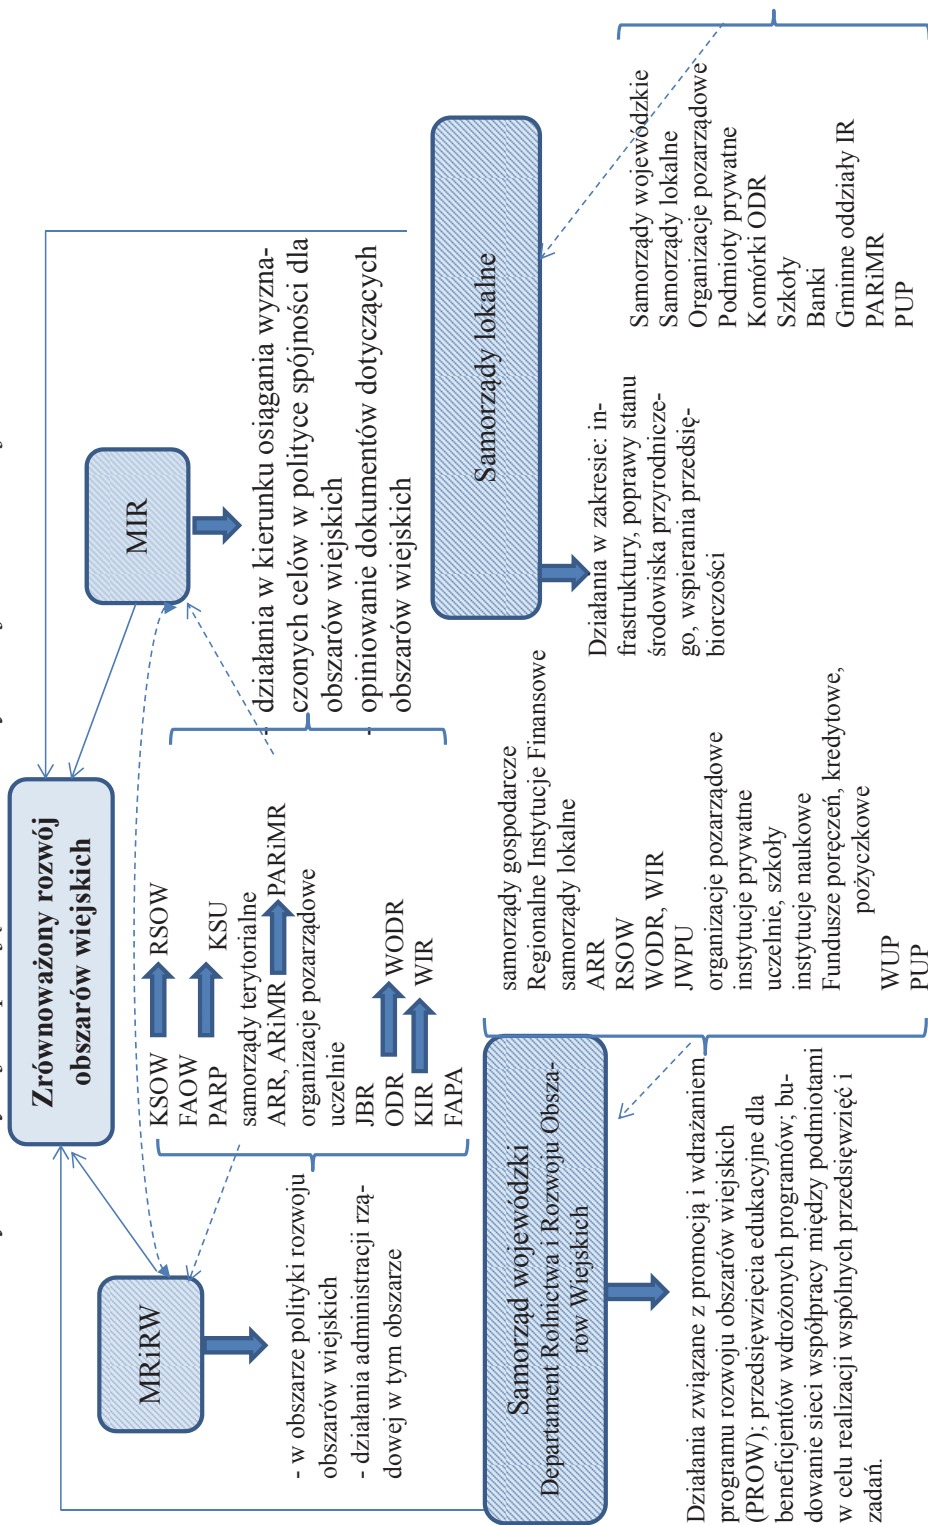 Zrównoważony rozwój
obszarów wiejskich
MRiRW
MIR
- w obszarze polityki rozwoju
obszarów wiejskich
- działania administracji rzą-
dowej w tym obszarze
KSOW RSOW
FAOW
PARP KSU
samorządy terytorialne
ARR, ARiMR PARiMR
organizacje pozarządowe
uczelnie
JBR
ODR WODR
KIR WIR
FAPA
- działania w kierunku osiągania wyzna-
czonych celów w polityce spójności dla
obszarów wiejskich
- opiniowanie dokumentów dotyczących
obszarów wiejskich
Samorząd wojewódzki
Departament Rolnictwa i Rozwoju Obsza-
rów Wiejskich
Działania związane z promocją i wdrażaniem
programu rozwoju obszarów wiejskich
(PROW); przedsięwzięcia edukacyjne dla
beneficjentów wdrożonych programów; bu-
dowanie sieci współpracy między podmiotami
w celu realizacji wspólnych przedsięwzięć i
zadań.
samorządy gospodarcze
Regionalne Instytucje Finansowe
samorządy lokalne
ARR
RSOW
WODR, WIR
JWPU
organizacje pozarządowe
instytucje prywatne
uczelnie, szkoły
instytucje naukowe
Fundusze poręczeń, kredytowe,
pożyczkowe
WUP
PUP
Samorządy lokalne
Działania w zakresie: in-
frastruktury, poprawy stanu
środowiska przyrodnicze-
go, wspierania przedsię-
biorczości
Samorządy wojewódzkie
Samorządy lokalne
Organizacje pozarządowe
Podmioty prywatne
Komórki ODR
Szkoły
Banki
Gminne oddziały IR
PARiMR
PUP